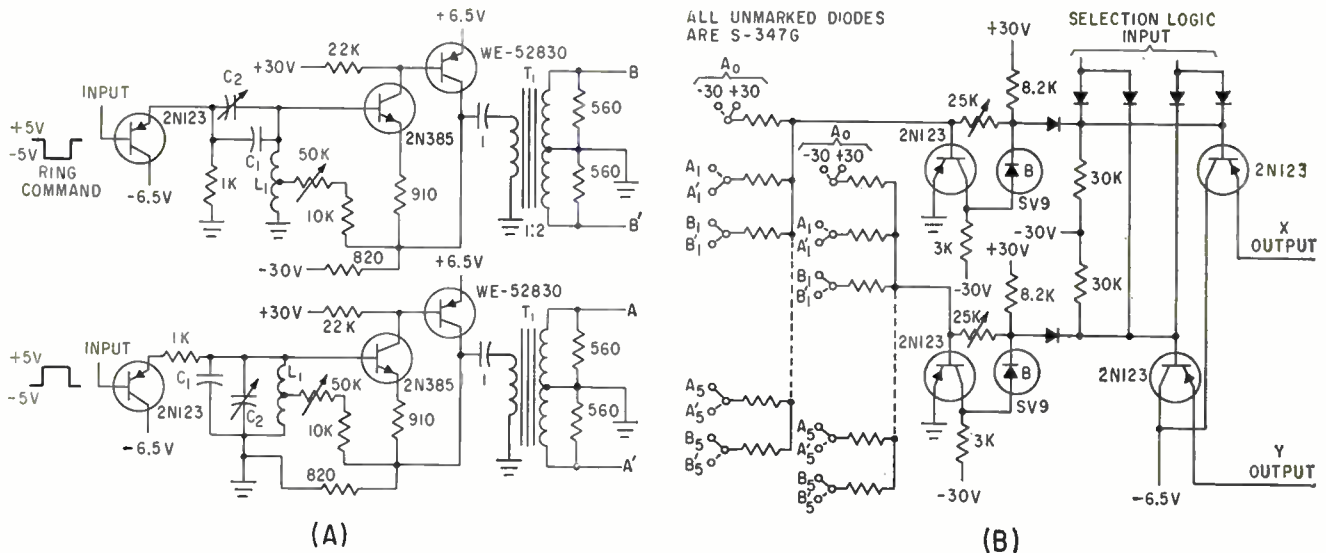 +6.5V
WE-52830
22K
+30V
C2
INPUT
2N123
+5V
-5V
RING
COMMAND
-6.5V
1K
C1
L1
50K
10K
2N385
910
820
-30V
1
T1
1:2
560
560
B
B'
+6.5V
WE-52830
+30V
22K
1K
INPUT
+5V
-5V
2N123
-6.5V
C1
C2
L1
50K
10K
2N385
910
820
1
T1
560
560
A
A'
(A)
ALL UNMARKED DIODES
ARE S-347G
A0
-30 +30
A0
-30 +30
A1
A'1
B1
B'1
A1
A'1
B1
B'1
A5
A'5
B5
B'5
A5
A'5
B5
B'5
+30V
SELECTION LOGIC
INPUT
25K
8.2K
2N123
B
SV9
3K
-30V
30K
-30V
30K
2N123
X
OUTPUT
+30V
25K
8.2K
2N123
B
SV9
3K
-30V
2N123
-6.5V
Y
OUTPUT
(B)